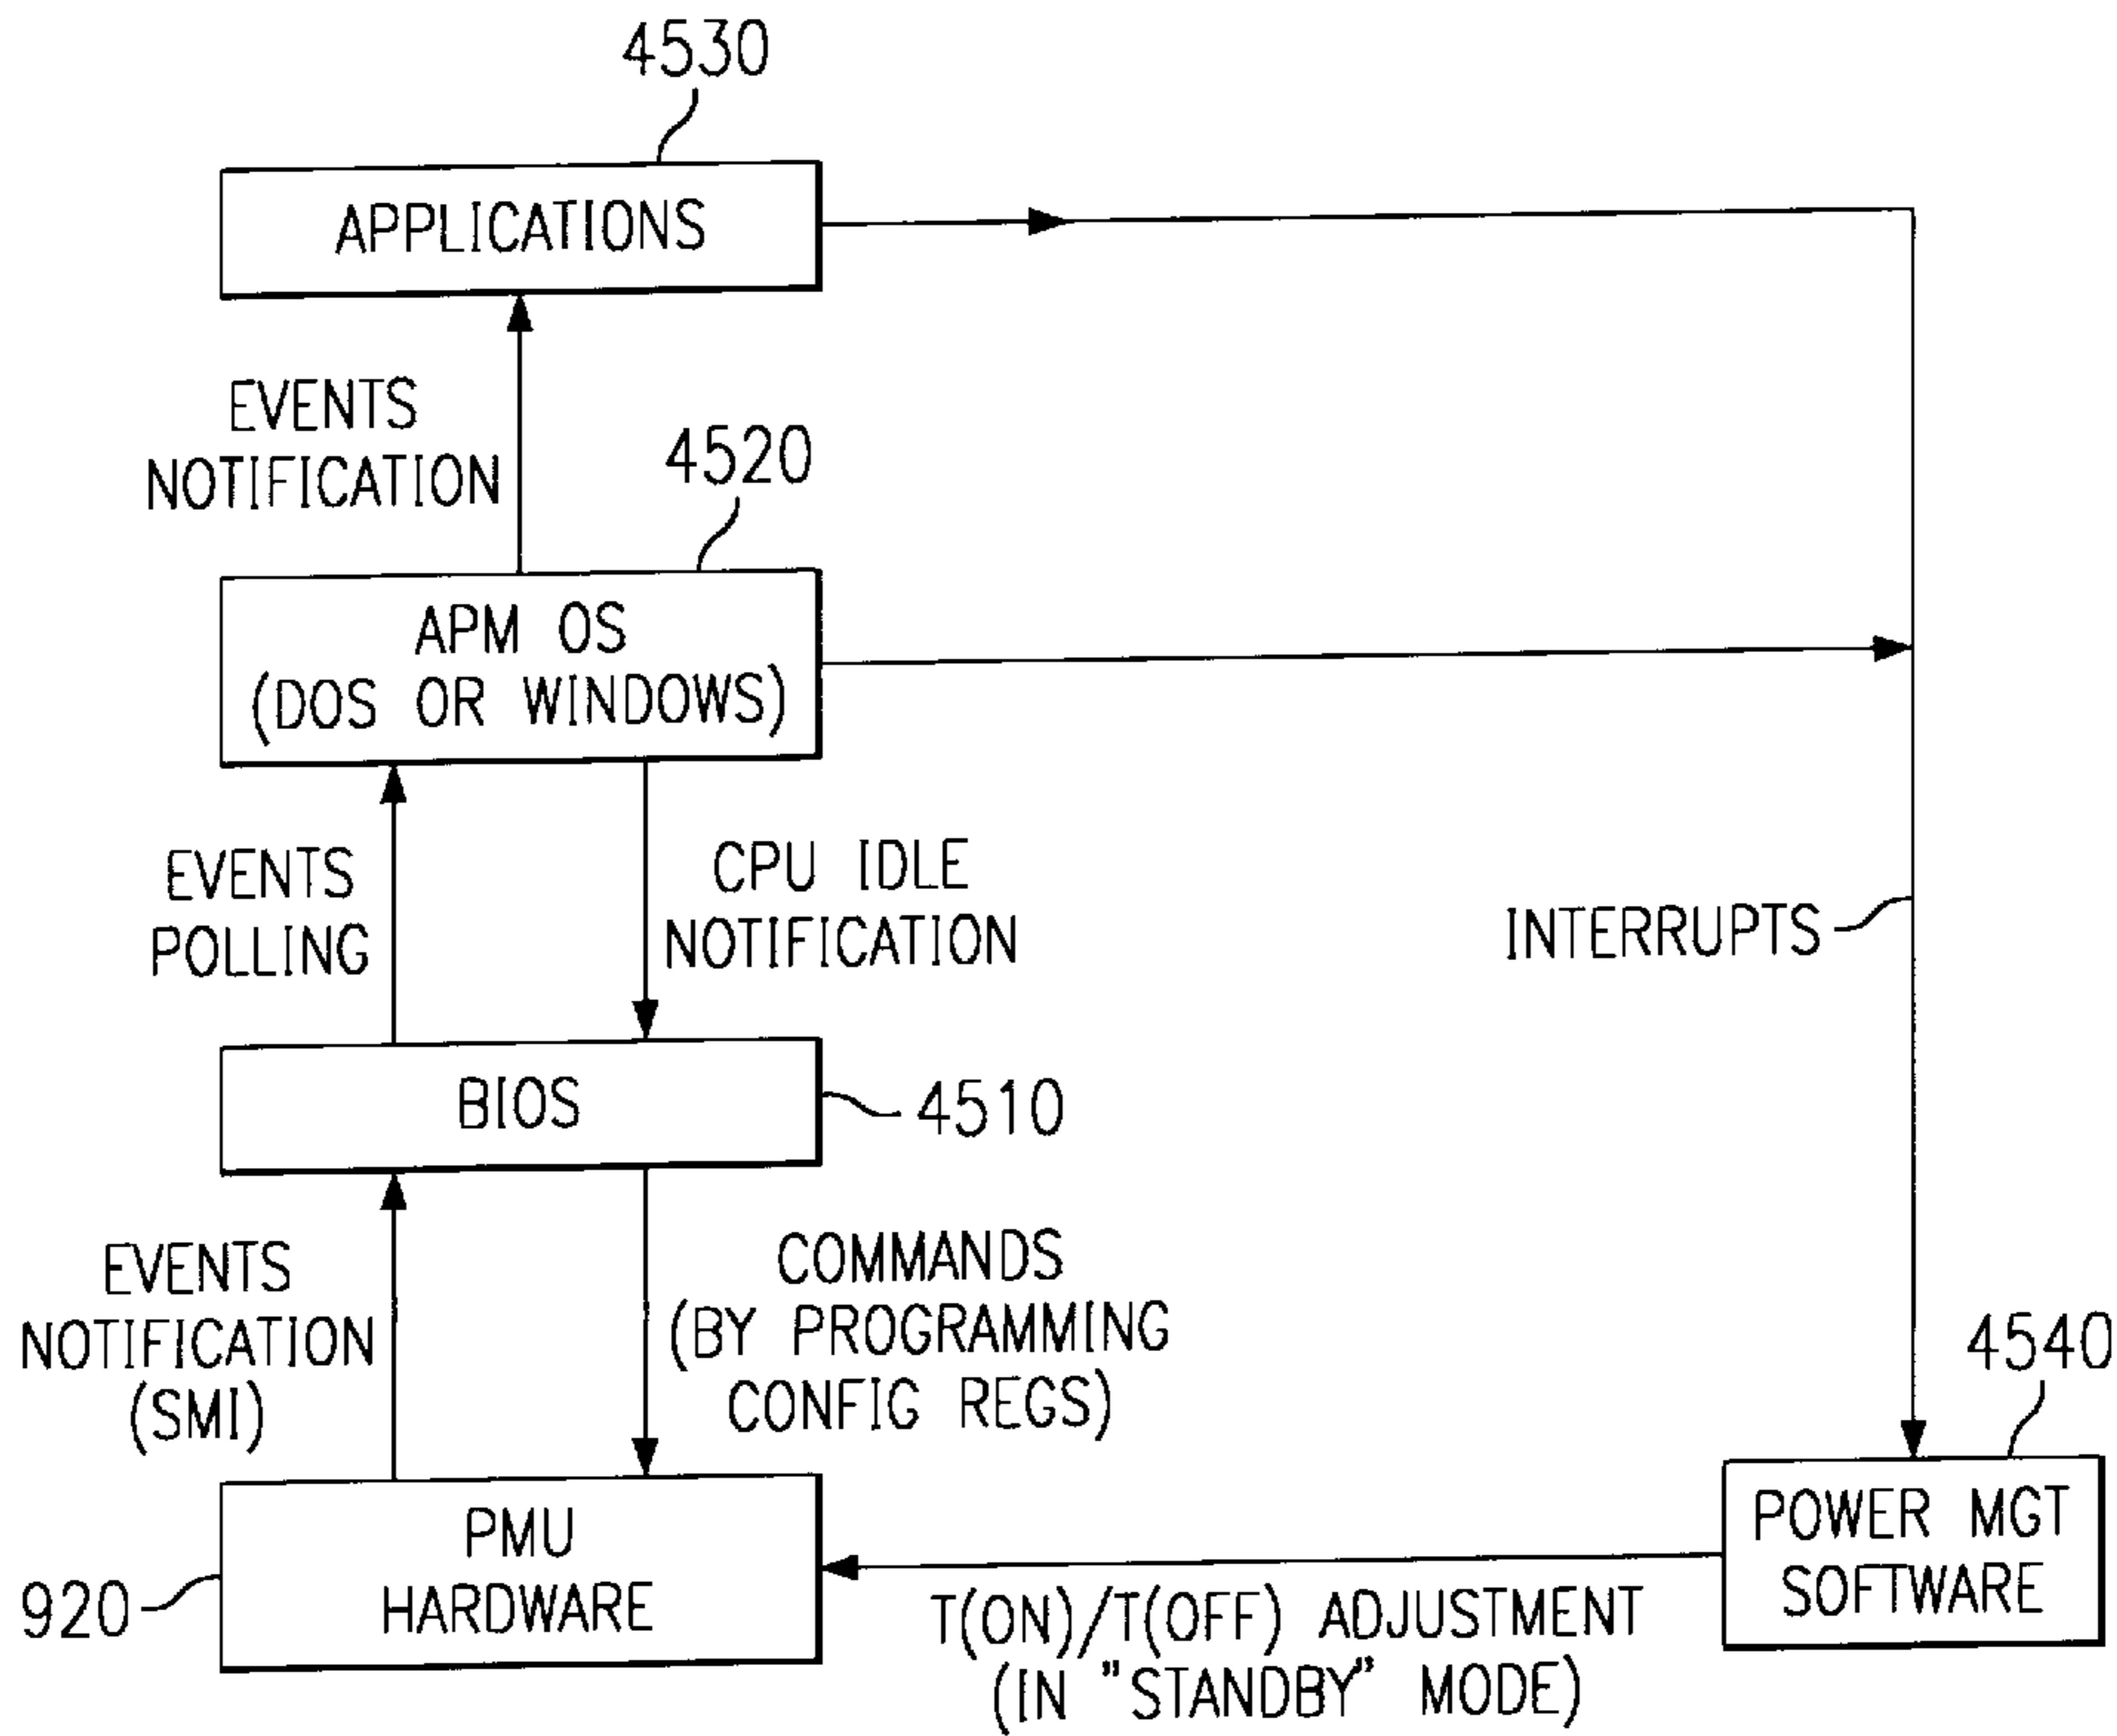 4530
APPLICATIONS
EVENTS
NOTIFICATION
4520
APM OS
(DOS OR WINDOWS)
EVENTS
POLLING
CPU IDLE
NOTIFICATION
INTERRUPTS
BIOS
4510
EVENTS
NOTIFICATION
(SMI)
COMMANDS
(BY PROGRAMMING
CONFIG REGS)
4540
PMU
HARDWARE
920
POWER MGT
SOFTWARE
T(ON)/T(OFF) ADJUSTMENT
(IN "STANDBY" MODE)